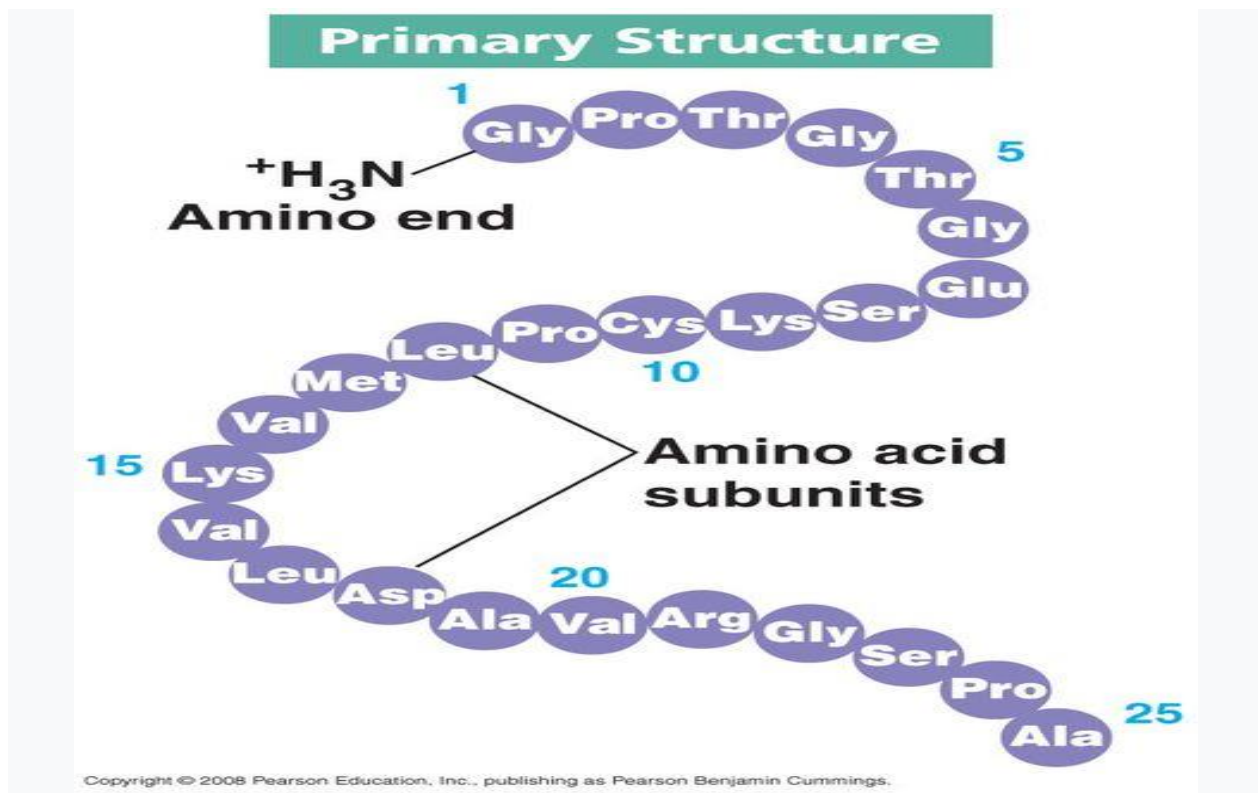 Primary Structure
1
Gly Pro Thr Gly Thr Gly
5
+H3N
Amino end
Glu Ser Lys Cys Pro Leu Met Val Lys Val Leu Asp Ala Val Arg Gly Ser Pro Ala
10
15
Amino acid
subunits
20
25
Copyright © 2008 Pearson Education, Inc., publishing as Pearson Benjamin Cummings.